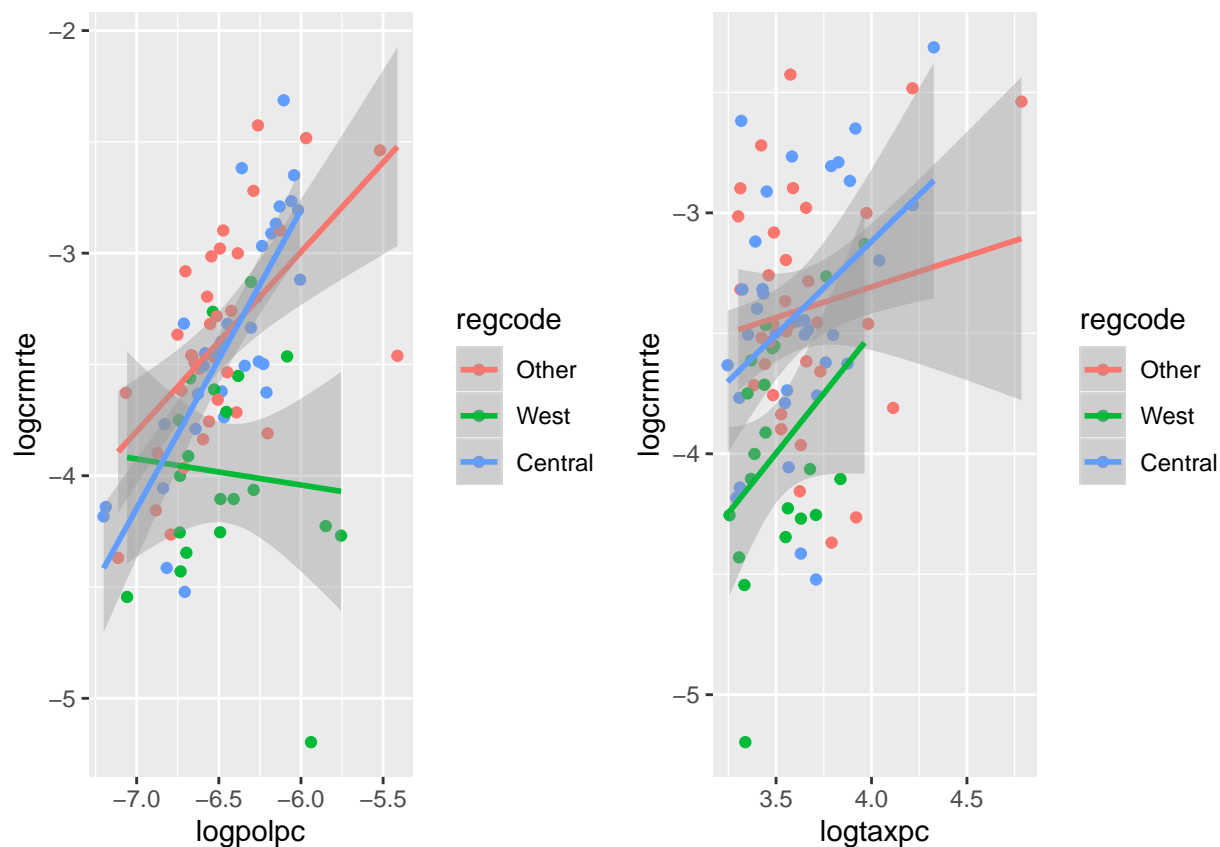 −2
−3
−4
−5
−7.0 −6.5 −6.0 −5.5
logpolpc
logcrmrte
regcode
Other
West
Central
−3
−4
−5
3.5 4.0 4.5
logtaxpc
logcrmrte
regcode
Other
West
Central